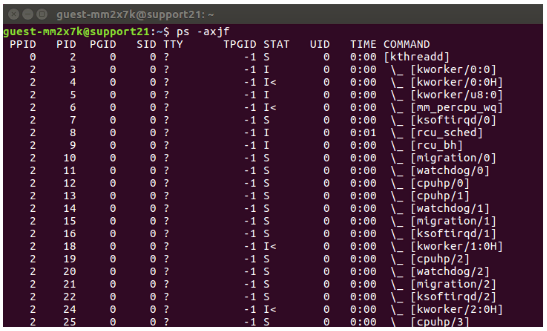 guest-mm2x7k@support21: ~
guest-mm2x7k@support21:~$ ps -axjf
PPID PID PGID SID TTY TPGID STAT UID TIME COMMAND
0 2 0 0 ? -1 S 0 0:00 [kthreadd]
2 3 0 0 ? -1 I 0 0:00 \_ [kworker/0:0]
2 4 0 0 ? -1 I< 0 0:00 \_ [kworker/0:0H]
2 5 0 0 ? -1 I 0 0:00 \_ [kworker/u8:0]
2 6 0 0 ? -1 I< 0 0:00 \_ [mm_percpu_wq]
2 7 0 0 ? -1 S 0 0:00 \_ [ksoftirqd/0]
2 8 0 0 ? -1 I 0 0:01 \_ [rcu_sched]
2 9 0 0 ? -1 I 0 0:00 \_ [rcu_bh]
2 10 0 0 ? -1 S 0 0:00 \_ [migration/0]
2 11 0 0 ? -1 S 0 0:00 \_ [watchdog/0]
2 12 0 0 ? -1 S 0 0:00 \_ [cpuhp/0]
2 13 0 0 ? -1 S 0 0:00 \_ [cpuhp/1]
2 14 0 0 ? -1 S 0 0:00 \_ [watchdog/1]
2 15 0 0 ? -1 S 0 0:00 \_ [migration/1]
2 16 0 0 ? -1 S 0 0:00 \_ [ksoftirqd/1]
2 18 0 0 ? -1 I< 0 0:00 \_ [kworker/1:0H]
2 19 0 0 ? -1 S 0 0:00 \_ [cpuhp/2]
2 20 0 0 ? -1 S 0 0:00 \_ [watchdog/2]
2 21 0 0 ? -1 S 0 0:00 \_ [migration/2]
2 22 0 0 ? -1 S 0 0:00 \_ [ksoftirqd/2]
2 24 0 0 ? -1 I< 0 0:00 \_ [kworker/2:0H]
2 25 0 0 ? -1 S 0 0:00 \_ [cpuhp/3]